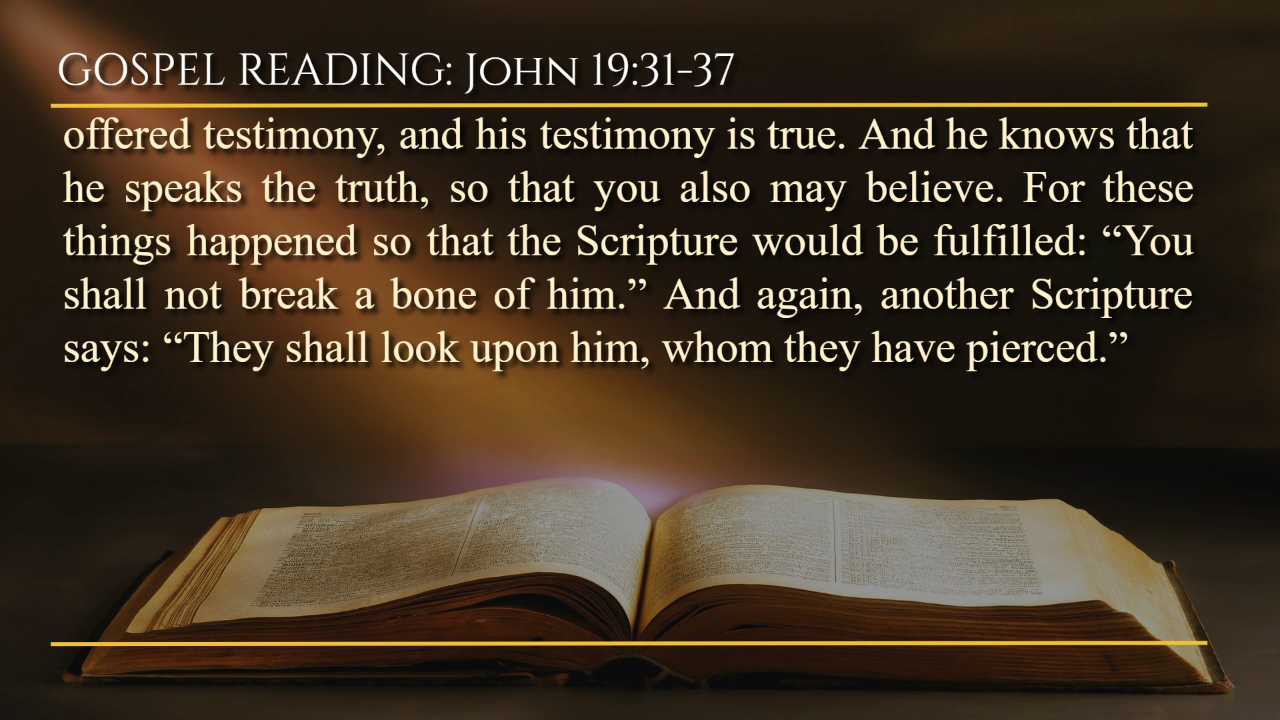 GOSPEL READING: John 19:31-37
offered testimony, and his testimony is true. And he knows that
he speaks the truth, so that you also may believe. For these
things happened so that the Scripture would be fulfilled: “You
shall not break a bone of him.” And again, another Scripture
says: “They shall look upon him, whom they have pierced.”